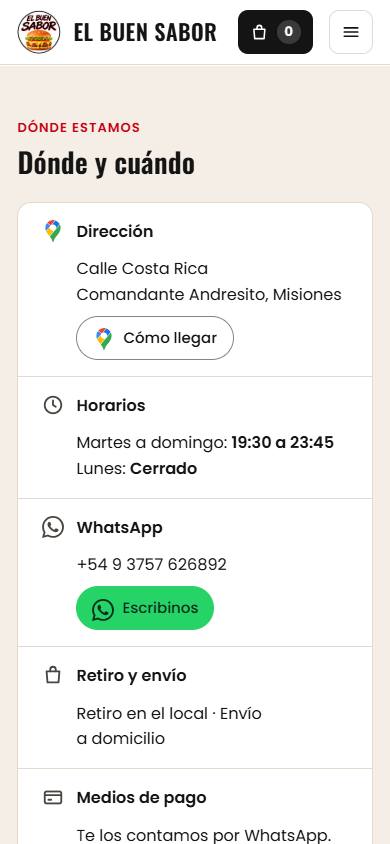 EL BUEN
SABOR
EL BUEN SABOR
0
DÓNDE ESTAMOS
Dónde y cuándo
Dirección
Calle Costa Rica
Comandante Andresito, Misiones
Cómo llegar
Horarios
Martes a domingo: 19:30 a 23:45
Lunes: Cerrado
WhatsApp
+54 9 3757 626892
Escribinos
Retiro y envío
Retiro en el local · Envío
a domicilio
Medios de pago
Te los contamos por WhatsApp.